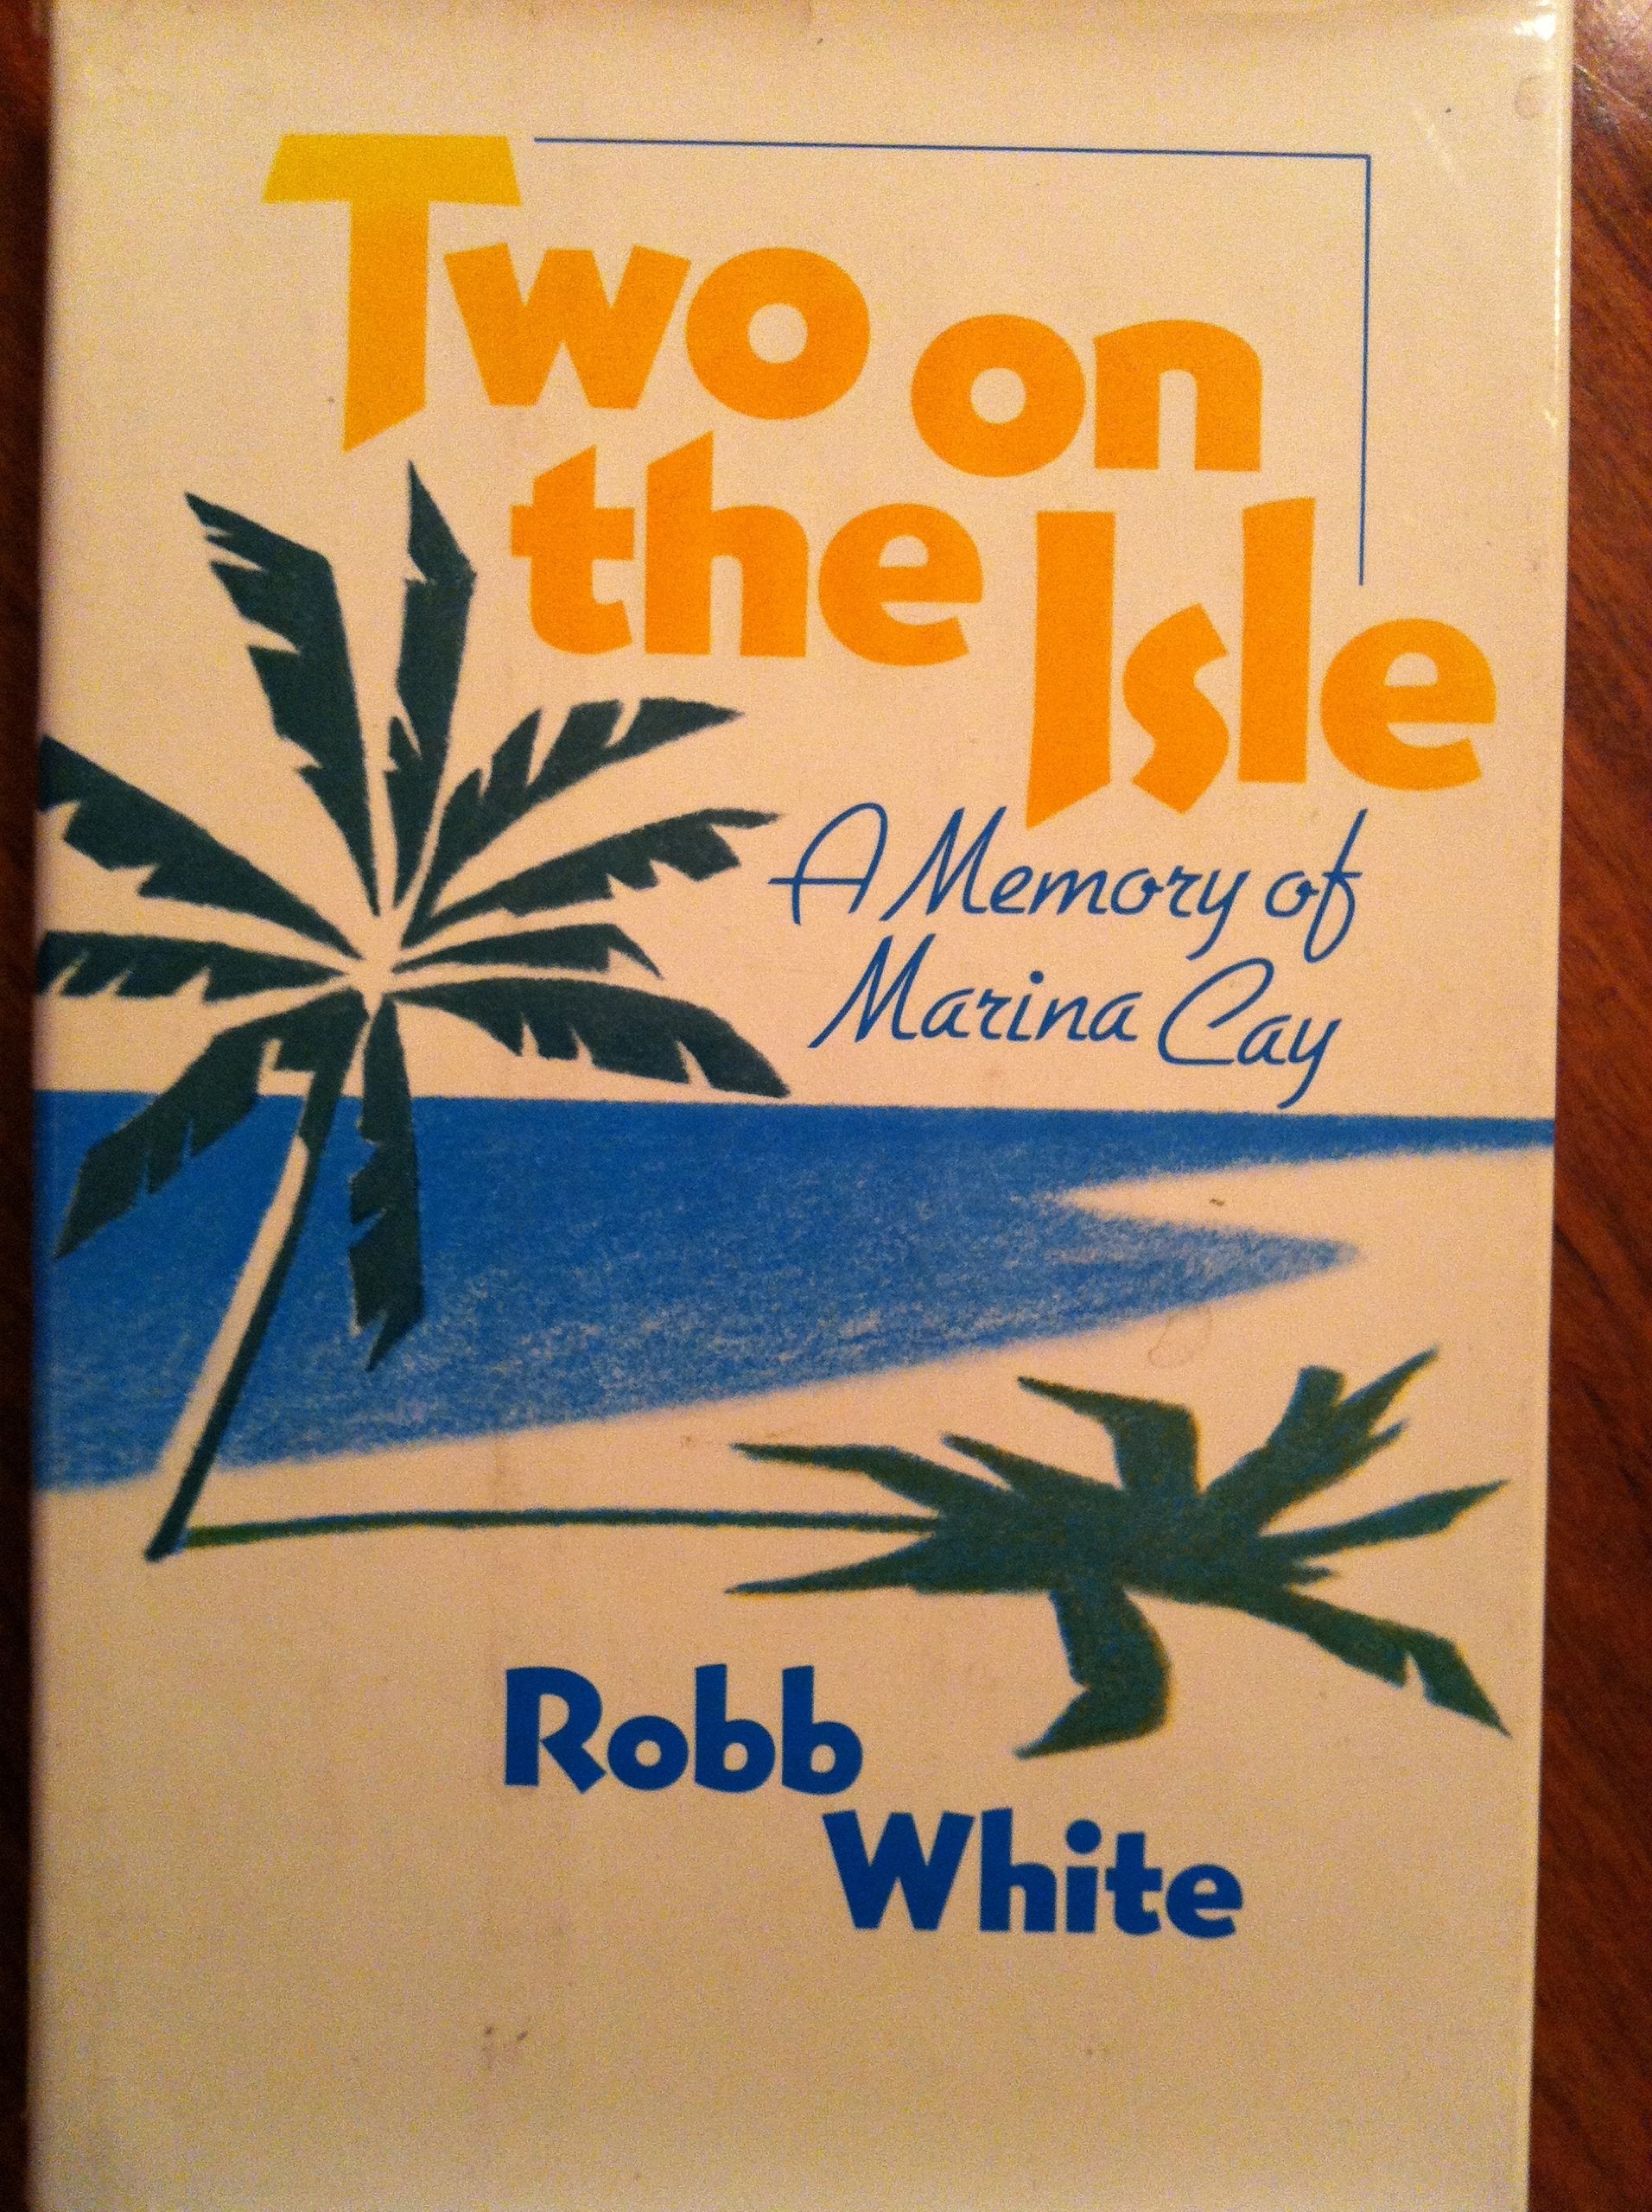 Two on
the Isle
A Memory of
Marina Cay
Robb
White